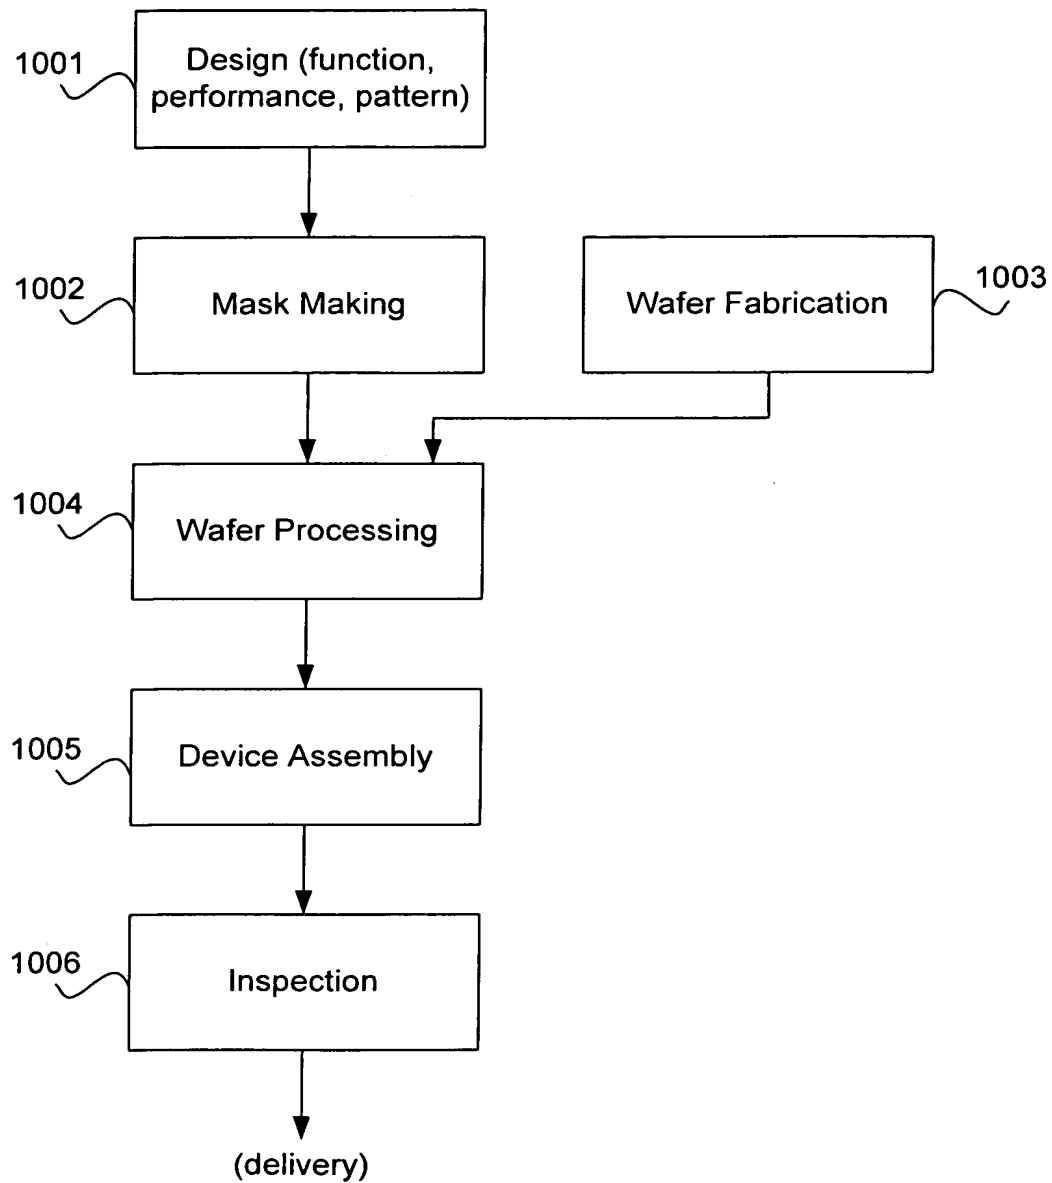 1001
Design (function,
performance, pattern)
1002
Mask Making
Wafer Fabrication
1003
1004
Wafer Processing
1005
Device Assembly
1006
Inspection
(delivery)